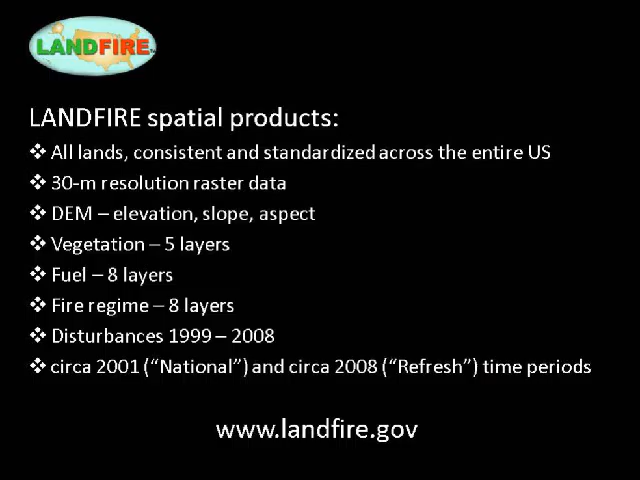 LANDFIRE
LANDFIRE spatial products:
❖ All lands, consistent and standardized across the entire US
❖ 30-m resolution raster data
❖ DEM – elevation, slope, aspect
❖ Vegetation – 5 layers
❖ Fuel – 8 layers
❖ Fire regime – 8 layers
❖ Disturbances 1999 – 2008
❖ circa 2001 (“National”) and circa 2008 (“Refresh”) time periods
www.landfire.gov